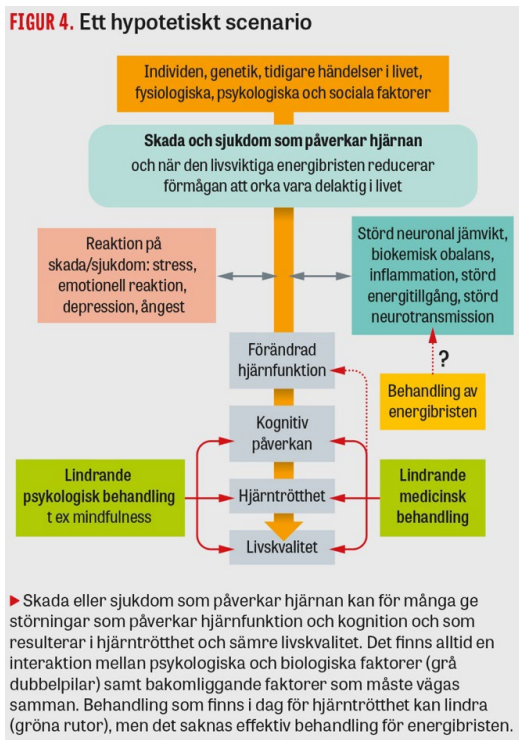 FIGUR 4. Ett hypotetiskt scenario
Individen, genetik, tidigare händelser i livet,
fysiologiska, psykologiska och sociala faktorer
Skada och sjukdom som påverkar hjärnan
och när den livsviktiga energibristen reducerar
förmågan att orka vara delaktig i livet
Reaktion på
skada/sjukdom: stress,
emotionell reaktion,
depression, ångest
Störd neuronal jämvikt,
biokemisk obalans,
inflammation, störd
energitillgång, störd
neurotransmission
Förändrad
hjärnfunktion
?
Behandling av
energibristen
Kognitiv
påverkan
Lindrande
psykologisk behandling
t ex mindfulness
Hjärntrötthet
Lindrande
medicinsk
behandling
Livskvalitet
▶ Skada eller sjukdom som påverkar hjärnan kan för många ge
störningar som påverkar hjärnfunktion och kognition och som
resulterar i hjärntrötthet och sämre livskvalitet. Det finns alltid en
interaktion mellan psykologiska och biologiska faktorer (grå
dubbelpilar) samt bakomliggande faktorer som måste vägas
samman. Behandling som finns i dag för hjärntrötthet kan lindra
(gröna rutor), men det saknas effektiv behandling för energibristen.